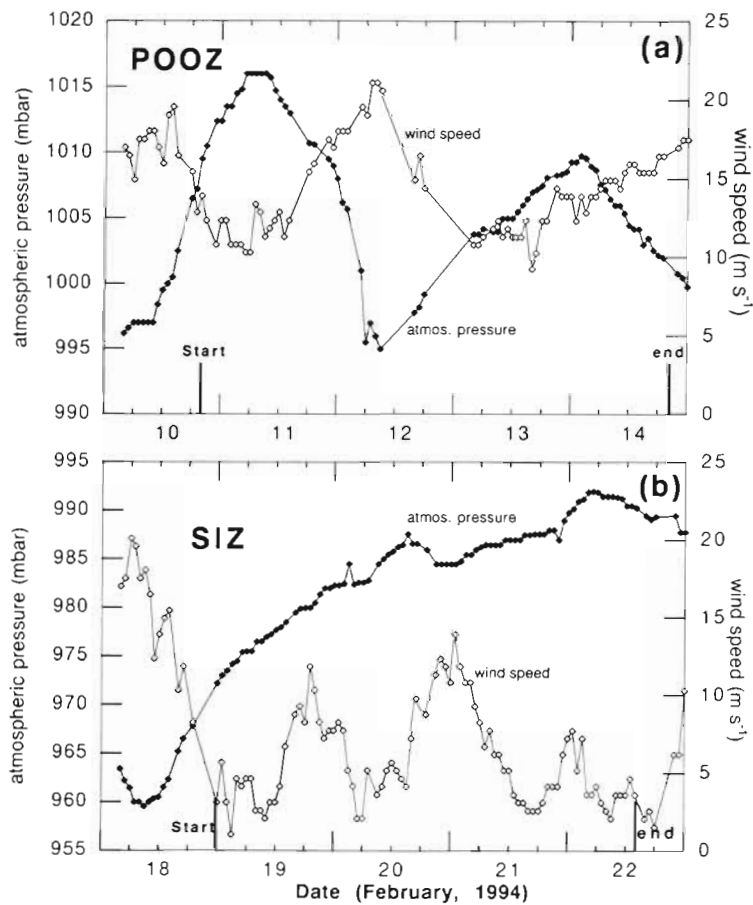 1020
1015
1010
1005
1000
995
990
atmospheric pressure (mbar)
POOZ
(a)
wind speed
atmos. pressure
Start
end
25
20
15
10
5
0
wind speed (m s-1)
10
11
12
13
14
995
990
985
980
975
970
965
960
955
atmospheric pressure (mbar)
SIZ
(b)
atmos. pressure
wind speed
Start
end
25
20
15
10
5
0
wind speed (m s-1)
18
19
20
21
22
Date (February, 1994)